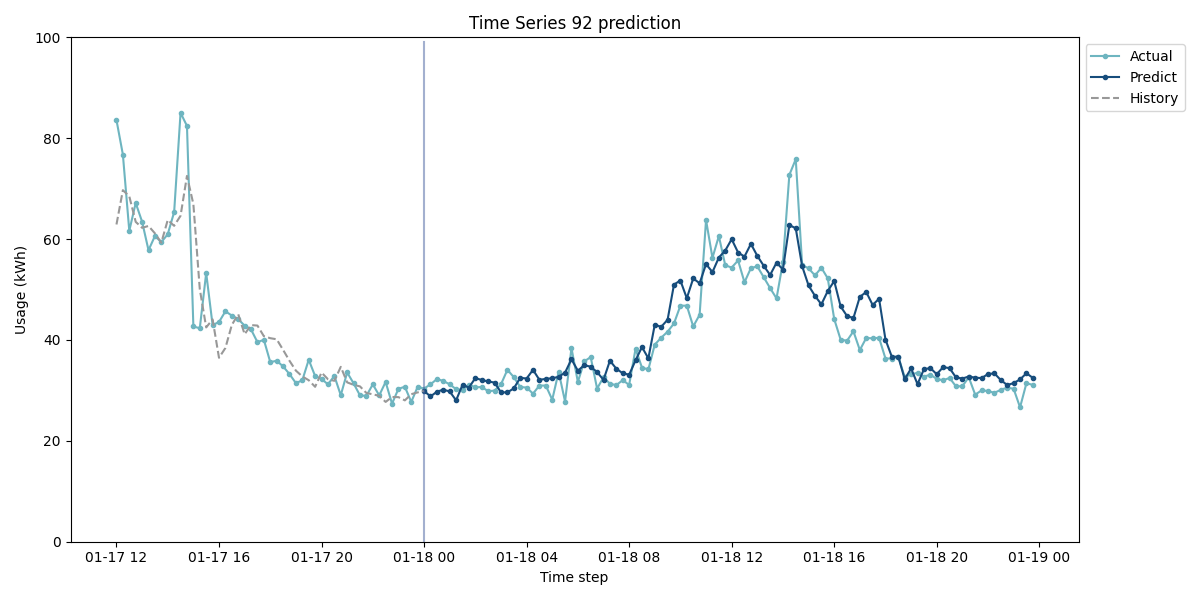 Time Series 92 prediction
100
80
60
40
20
0
Usage (kWh)
01-17 12
01-17 16
01-17 20
01-18 00
01-18 04
01-18 08
01-18 12
01-18 16
01-18 20
01-19 00
Time step
Actual
Predict
History